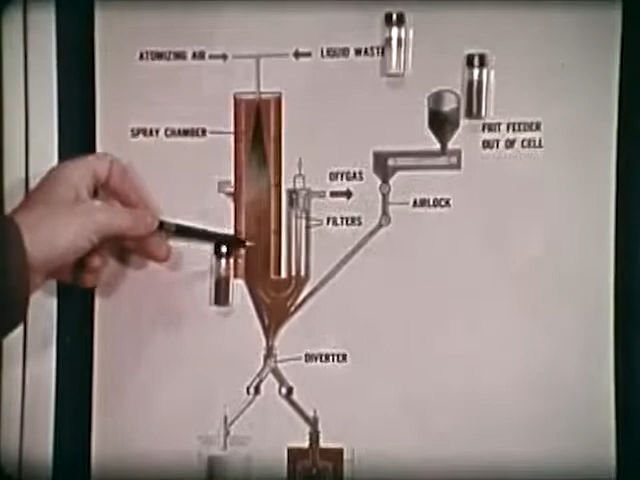 ATOMIZING AIR
LIQUID WASTE
FRIT FEEDER
OUT OF CELL
SPRAY CHAMBER
OFFGAS
AIRLOCK
FILTERS
DIVERTER